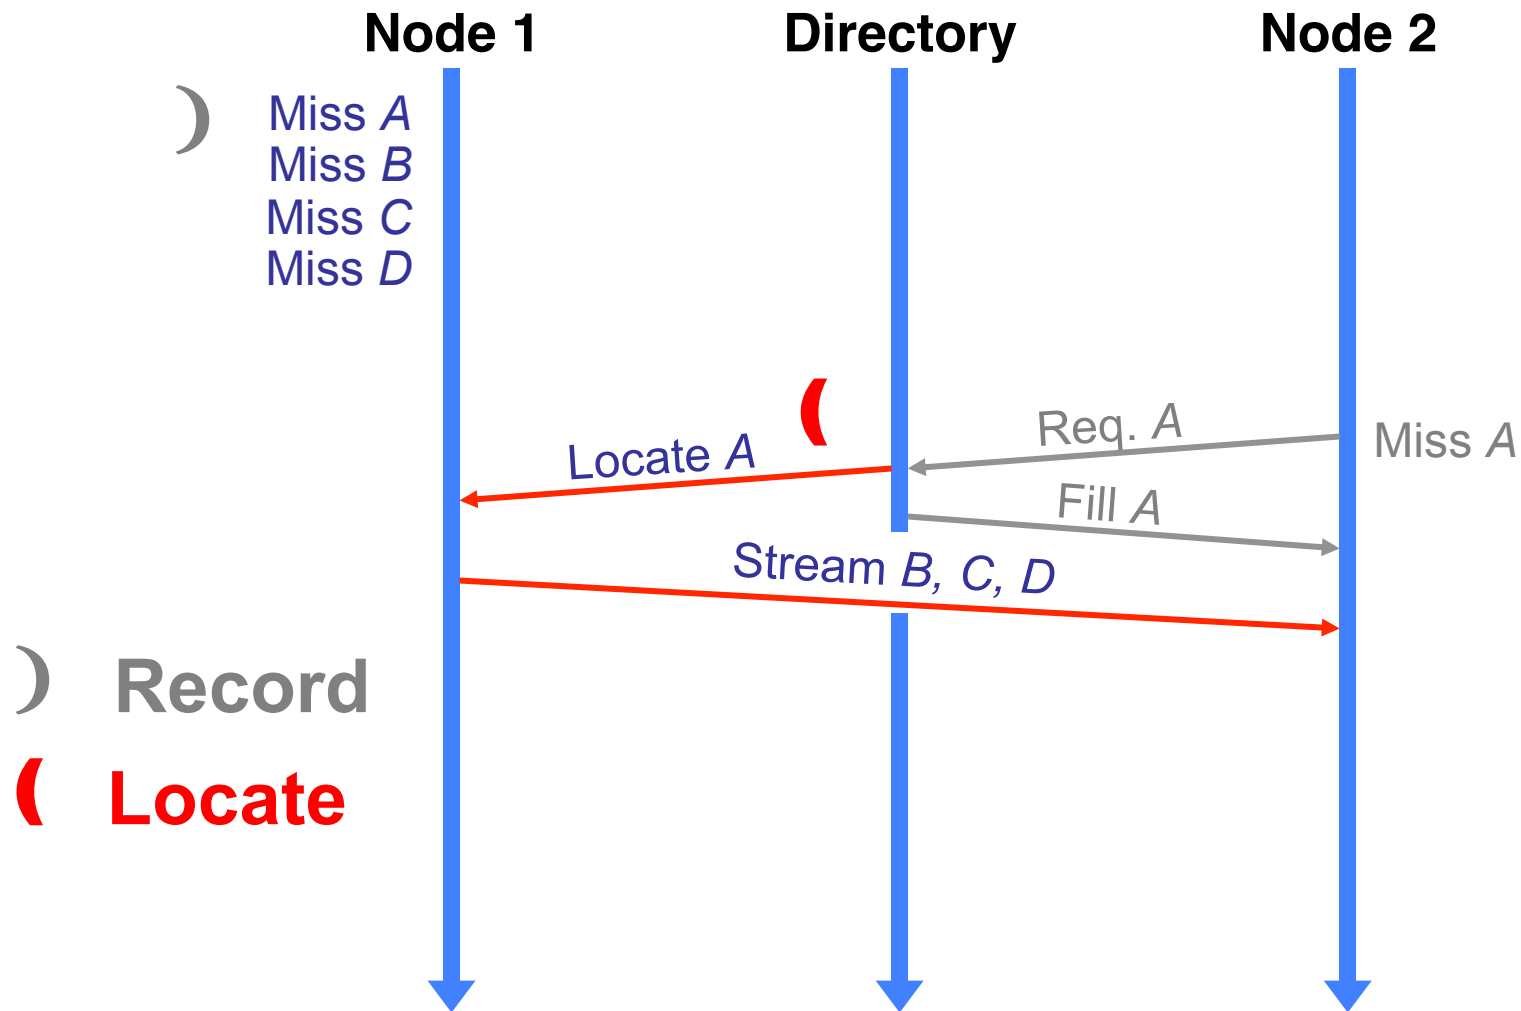 Node 1
Directory
Node 2
Miss A
Miss B
Miss C
Miss D
Req. A
Miss A
Locate A
Fill A
Stream B, C, D
Record
Locate